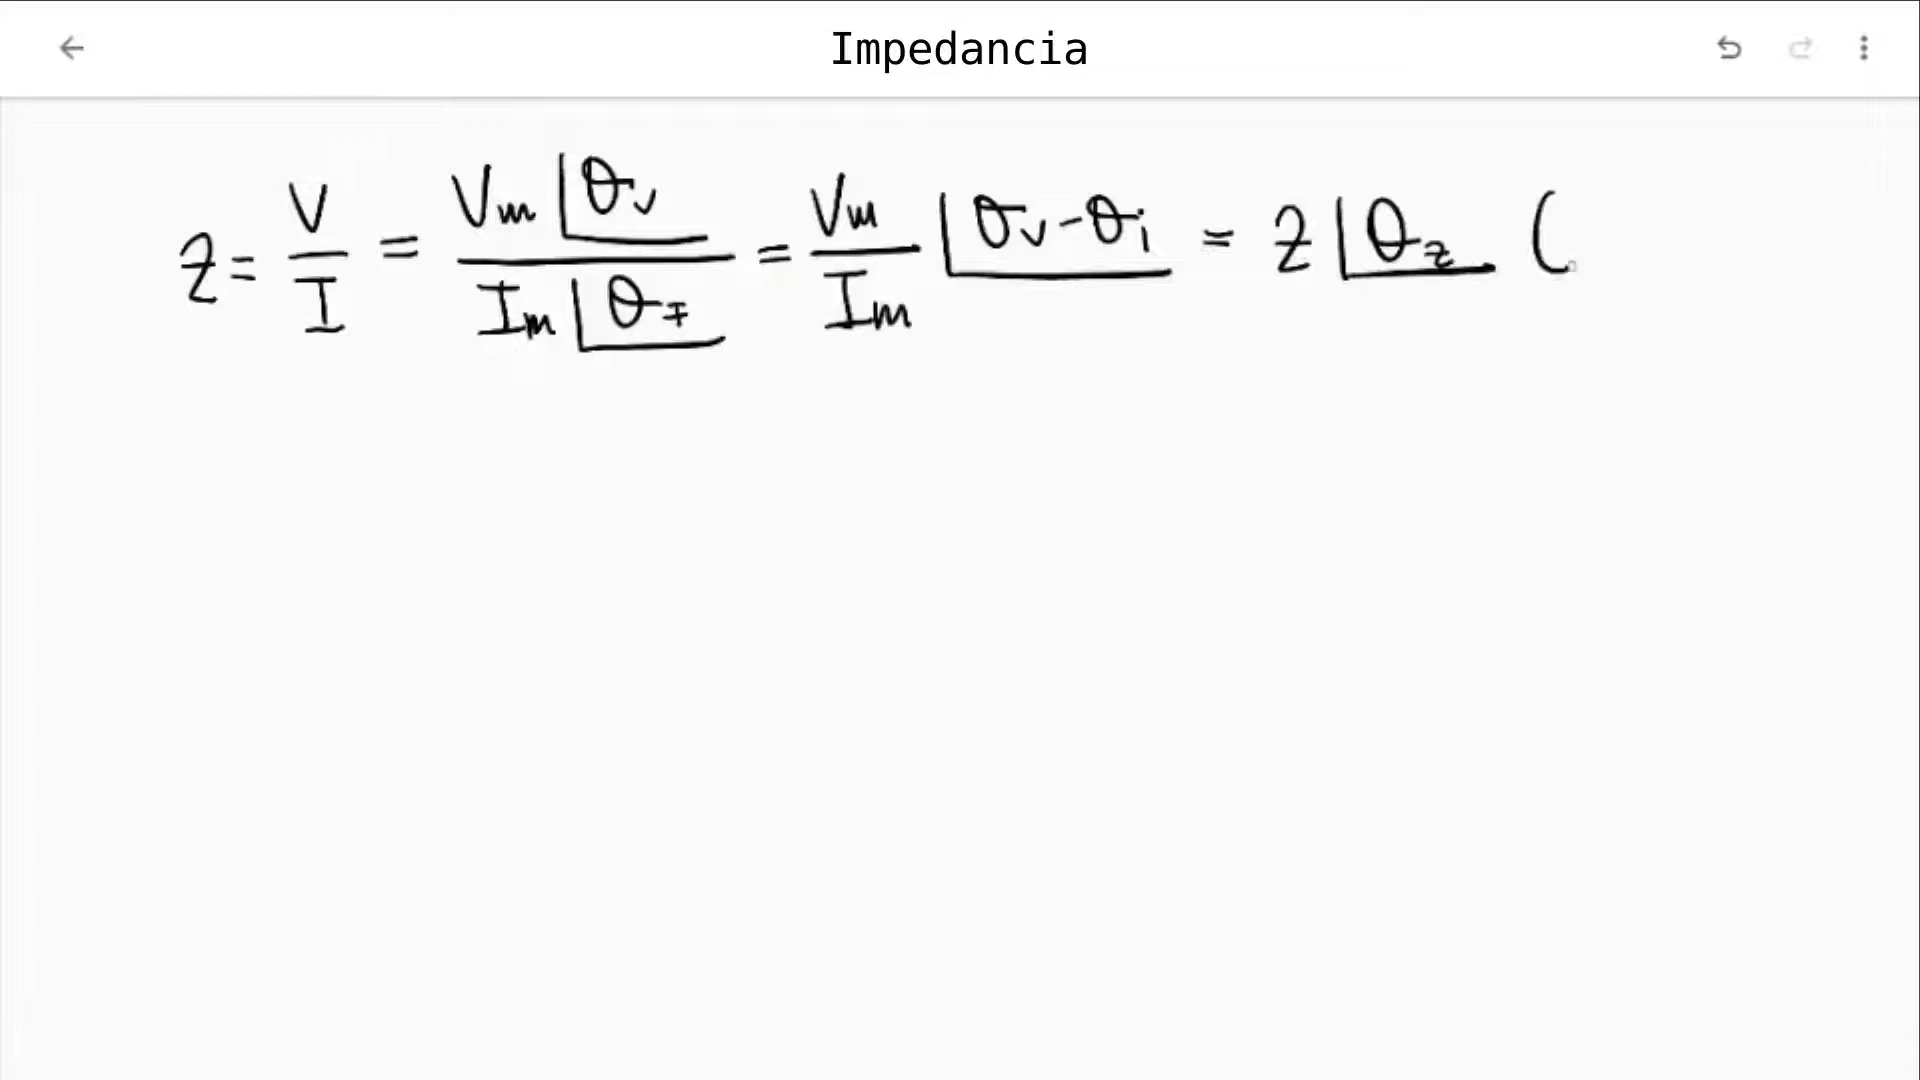 Impedancia
Z = V/I = Vm∠θv / Im∠θI = Vm/Im ∠θv-θi = Z∠θz (